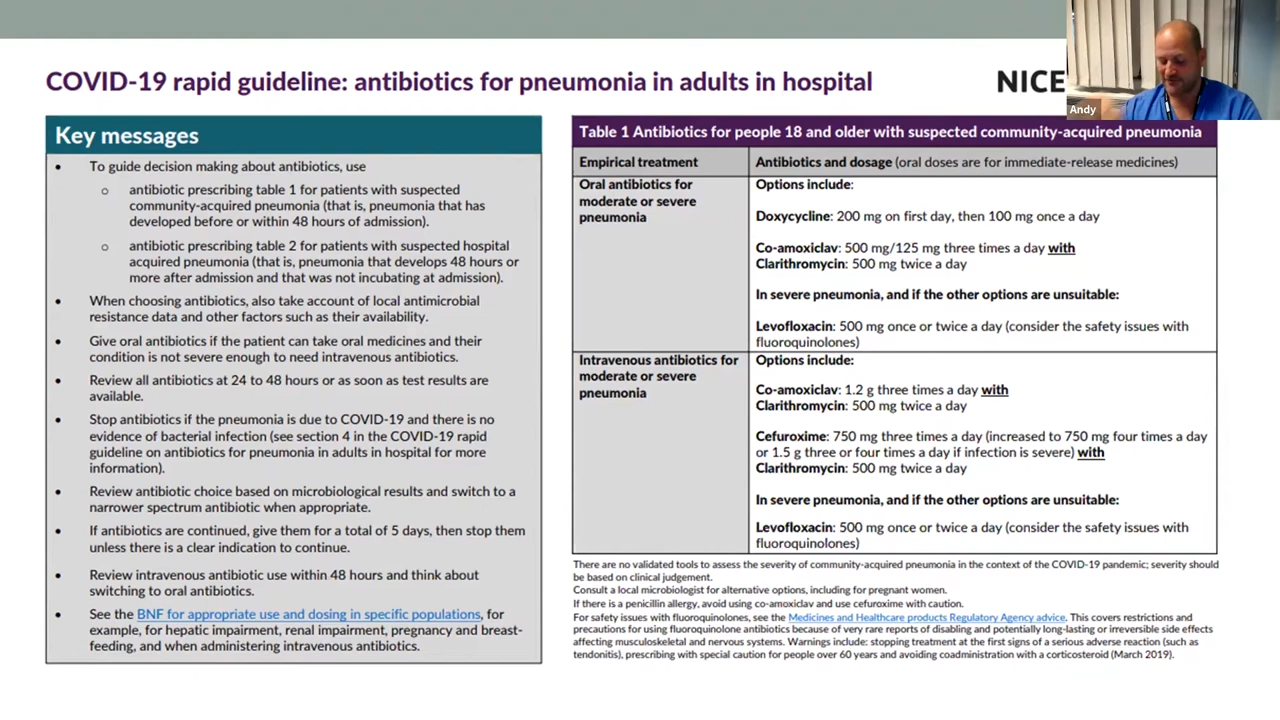 COVID-19 rapid guideline: antibiotics for pneumonia in adults in hospital
NICE
Andy
Key messages
• To guide decision making about antibiotics, use
o antibiotic prescribing table 1 for patients with suspected
community-acquired pneumonia (that is, pneumonia that has
developed before or within 48 hours of admission).
o antibiotic prescribing table 2 for patients with suspected hospital
acquired pneumonia (that is, pneumonia that develops 48 hours or
more after admission and that was not incubating at admission).
• When choosing antibiotics, also take account of local antimicrobial
resistance data and other factors such as their availability.
• Give oral antibiotics if the patient can take oral medicines and their
condition is not severe enough to need intravenous antibiotics.
• Review all antibiotics at 24 to 48 hours or as soon as test results are
available.
• Stop antibiotics if the pneumonia is due to COVID-19 and there is no
evidence of bacterial infection (see section 4 in the COVID-19 rapid
guideline on antibiotics for pneumonia in adults in hospital for more
information).
• Review antibiotic choice based on microbiological results and switch to a
narrower spectrum antibiotic when appropriate.
• If antibiotics are continued, give them for a total of 5 days, then stop them
unless there is a clear indication to continue.
• Review intravenous antibiotic use within 48 hours and think about
switching to oral antibiotics.
• See the BNF for appropriate use and dosing in specific populations, for
example, for hepatic impairment, renal impairment, pregnancy and breast-
feeding, and when administering intravenous antibiotics.
Table 1 Antibiotics for people 18 and older with suspected community-acquired pneumonia
Empirical treatment
Antibiotics and dosage (oral doses are for immediate-release medicines)
Oral antibiotics for
moderate or severe
pneumonia
Options include:
Doxycycline: 200 mg on first day, then 100 mg once a day
Co-amoxiclav: 500 mg/125 mg three times a day with
Clarithromycin: 500 mg twice a day
In severe pneumonia, and if the other options are unsuitable:
Levofloxacin: 500 mg once or twice a day (consider the safety issues with
fluoroquinolones)
Intravenous antibiotics for
moderate or severe
pneumonia
Options include:
Co-amoxiclav: 1.2 g three times a day with
Clarithromycin: 500 mg twice a day
Cefuroxime: 750 mg three times a day (increased to 750 mg four times a day
or 1.5 g three or four times a day if infection is severe) with
Clarithromycin: 500 mg twice a day
In severe pneumonia, and if the other options are unsuitable:
Levofloxacin: 500 mg once or twice a day (consider the safety issues with
fluoroquinolones)
There are no validated tools to assess the severity of community-acquired pneumonia in the context of the COVID-19 pandemic; severity should
be based on clinical judgement.
Consult a local microbiologist for alternative options, including for pregnant women.
If there is a penicillin allergy, avoid using co-amoxiclav and use cefuroxime with caution.
For safety issues with fluoroquinolones, see the Medicines and Healthcare products Regulatory Agency advice. This covers restrictions and
precautions for using fluoroquinolone antibiotics because of very rare reports of disabling and potentially long-lasting or irreversible side effects
affecting musculoskeletal and nervous systems. Warnings include: stopping treatment at the first signs of a serious adverse reaction (such as
tendonitis), prescribing with special caution for people over 60 years and avoiding coadministration with a corticosteroid (March 2019).